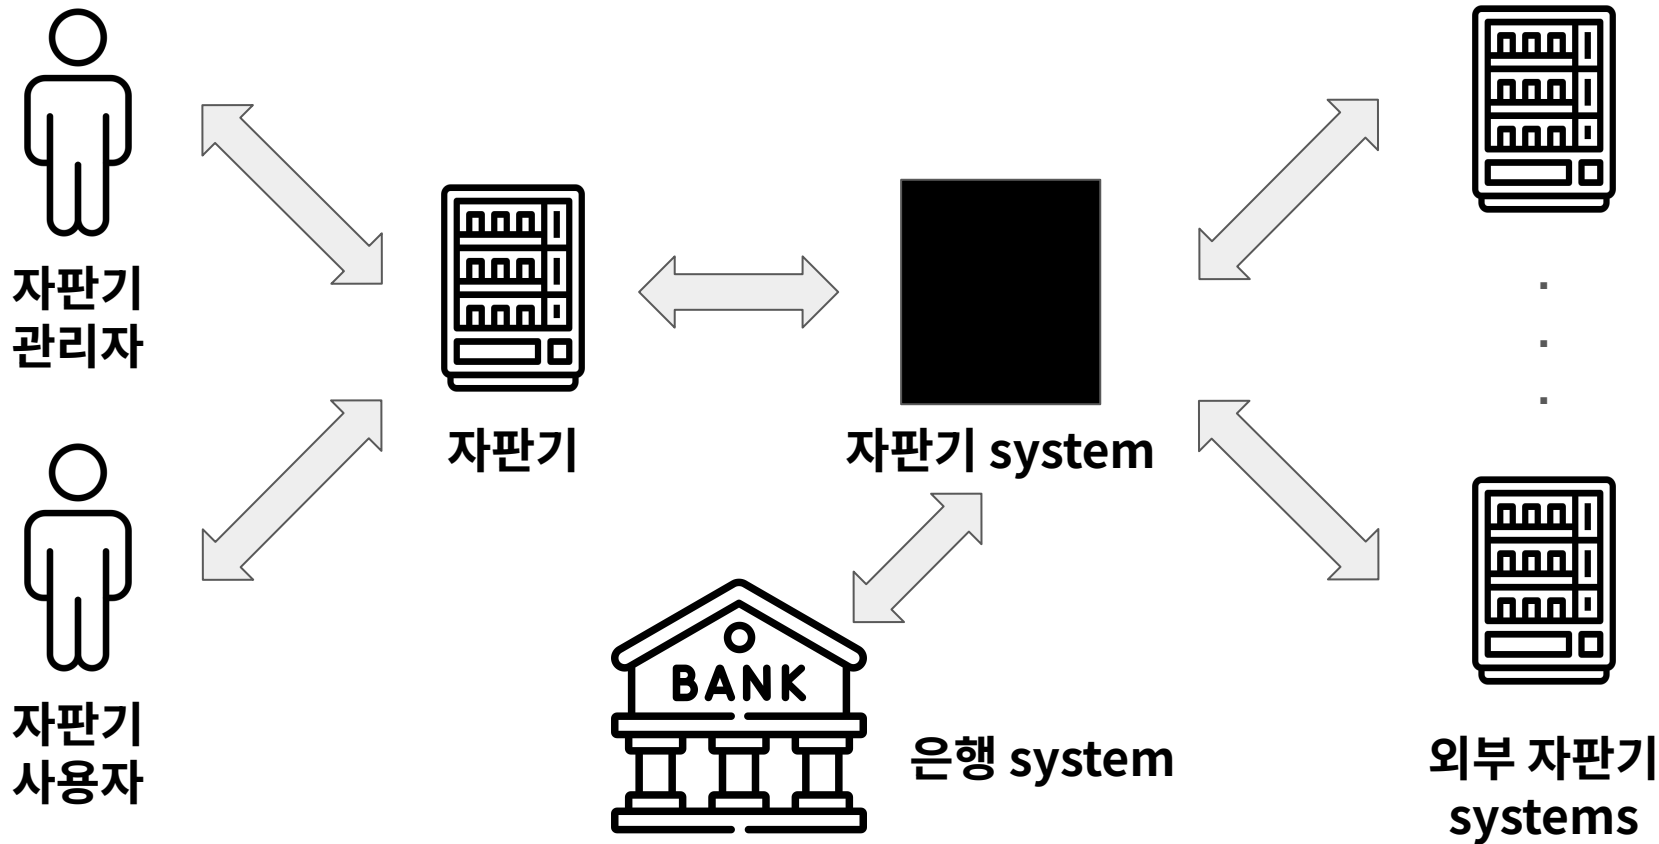 자판기
관리자
자판기
자판기 system
자판기
사용자
BANK
은행 system
외부 자판기
systems